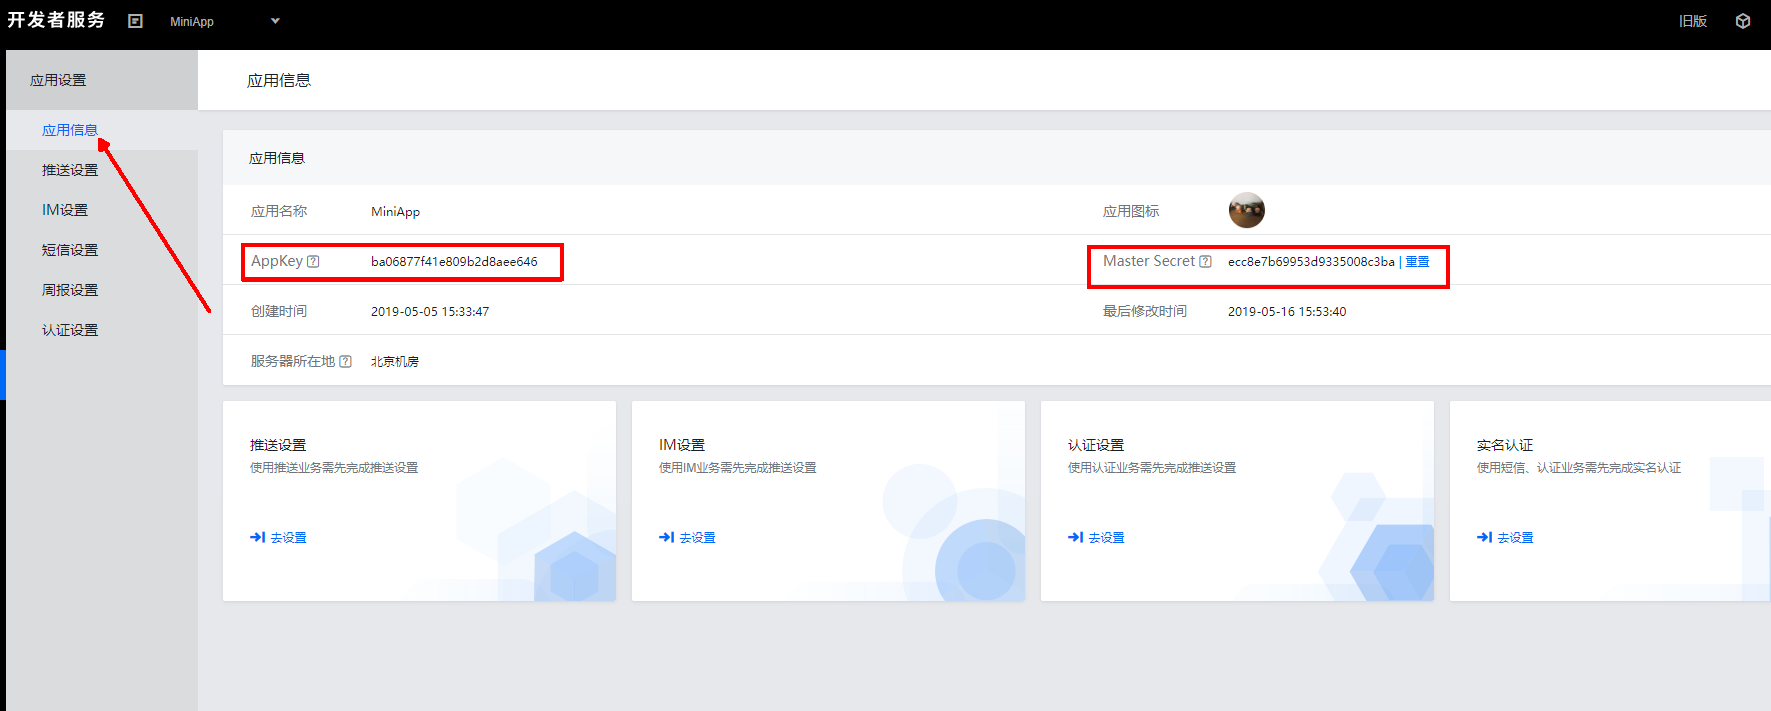 开发者服务 MiniApp 旧版
应用设置
应用信息
推送设置
IM设置
短信设置
周报设置
认证设置
应用信息
应用信息
应用名称 MiniApp 应用图标
AppKey ? ba06877f41e809b2d8aee646 Master Secret ? ecc8e7b69953d9335008c3ba | 重置
创建时间 2019-05-05 15:33:47 最后修改时间 2019-05-16 15:53:40
服务器所在地 ? 北京机房
推送设置
使用推送业务需先完成推送设置
去设置
IM设置
使用IM业务需先完成推送设置
去设置
认证设置
使用认证业务需先完成推送设置
去设置
实名认证
使用短信、认证业务需先完成实名认证
去设置